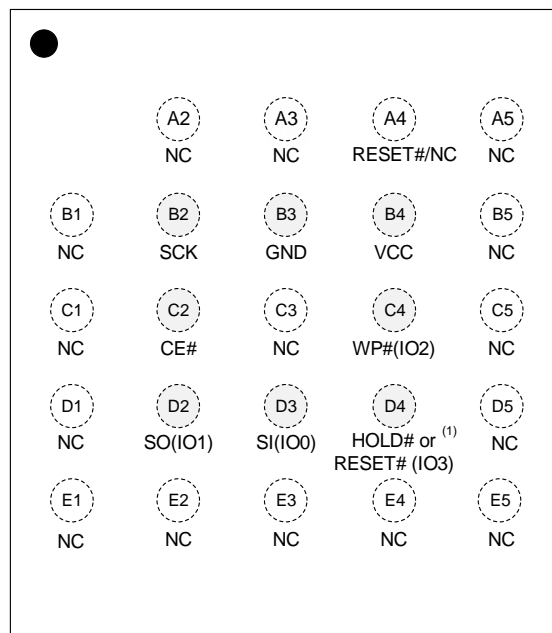 A2 A3 A4 A5
NC NC RESET#/NC NC
B1 B2 B3 B4 B5
NC SCK GND VCC NC
C1 C2 C3 C4 C5
NC CE# NC WP#(IO2) NC
D1 D2 D3 D4 D5
NC SO(IO1) SI(IO0) HOLD# or (1) NC
RESET# (IO3)
E1 E2 E3 E4 E5
NC NC NC NC NC